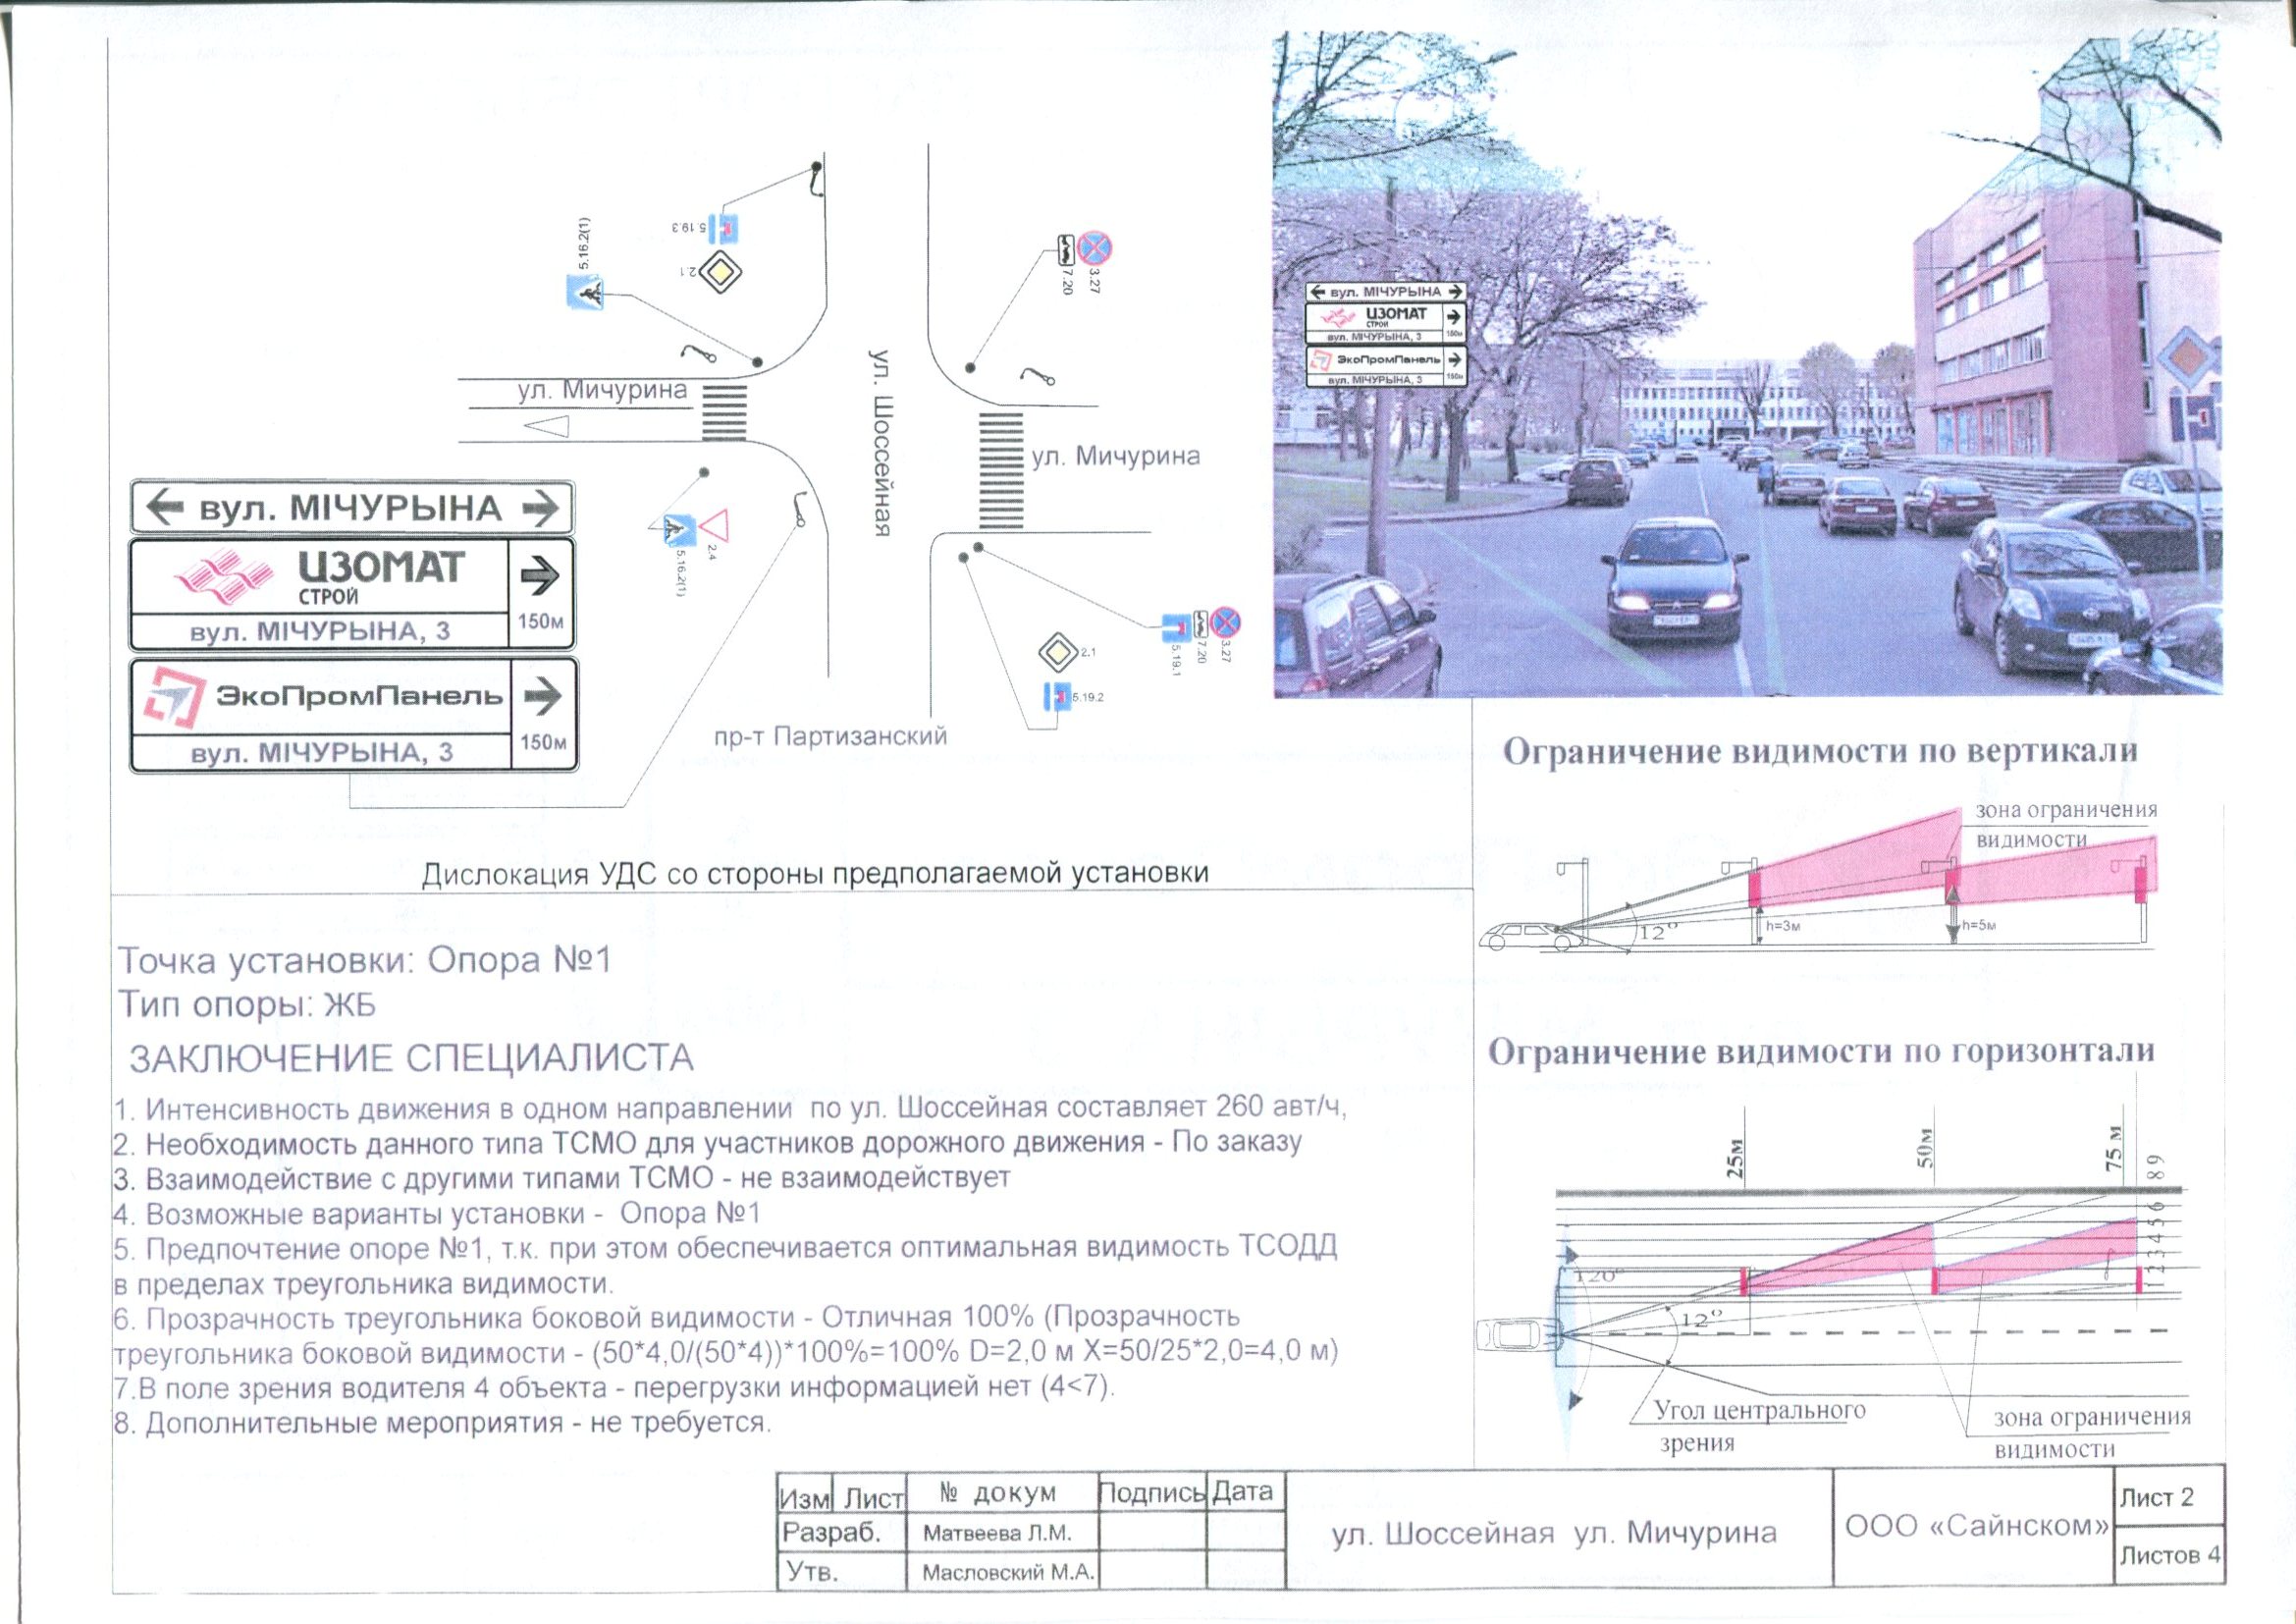 5.16.2(1)
5.19.3
2.1
7.20
3.27
ул. Мичурина
ул. Шоссейная
ул. Мичурина
2.4
5.16.2(1)
2.1
5.19.2
5.19.1
7.20
3.27
пр-т Партизанский
вул. МІЧУРЫНА
ИЗОМАТ
СТРОЙ
вул. МІЧУРЫНА, 3
150м
ЭкоПромПанель
вул. МІЧУРЫНА, 3
150м
Дислокация УДС со стороны предполагаемой установки
вул. МІЧУРЫНА
ИЗОМАТ
СТРОЙ
вул. МІЧУРЫНА, 3
150м
ЭкоПромПанель
вул. МІЧУРЫНА, 3
150м
Ограничение видимости по вертикали
зона ограничения
видимости
12°
h=3м
h=5м
Точка установки: Опора №1
Тип опоры: ЖБ
ЗАКЛЮЧЕНИЕ СПЕЦИАЛИСТА
1. Интенсивность движения в одном направлении по ул. Шоссейная составляет 260 авт/ч,
2. Необходимость данного типа ТСМО для участников дорожного движения - По заказу
3. Взаимодействие с другими типами ТСМО - не взаимодействует
4. Возможные варианты установки - Опора №1
5. Предпочтение опоре №1, т.к. при этом обеспечивается оптимальная видимость ТСОДД
в пределах треугольника видимости.
6. Прозрачность треугольника боковой видимости - Отличная 100% (Прозрачность
треугольника боковой видимости - (50*4,0/(50*4))*100%=100% D=2,0 м X=50/25*2,0=4,0 м)
7.В поле зрения водителя 4 объекта - перегрузки информацией нет (4<7).
8. Дополнительные мероприятия - не требуется.
Ограничение видимости по горизонтали
25м
50м
75 м
1 2 3 4 5 6 8 9
120°
12°
Угол центрального
зрения
зона ограничения
видимости
Изм Лист № докум Подпись Дата
Разраб. Матвеева Л.М.
Утв. Масловский М.А.
ул. Шоссейная ул. Мичурина
ООО «Сайнском»
Лист 2
Листов 4